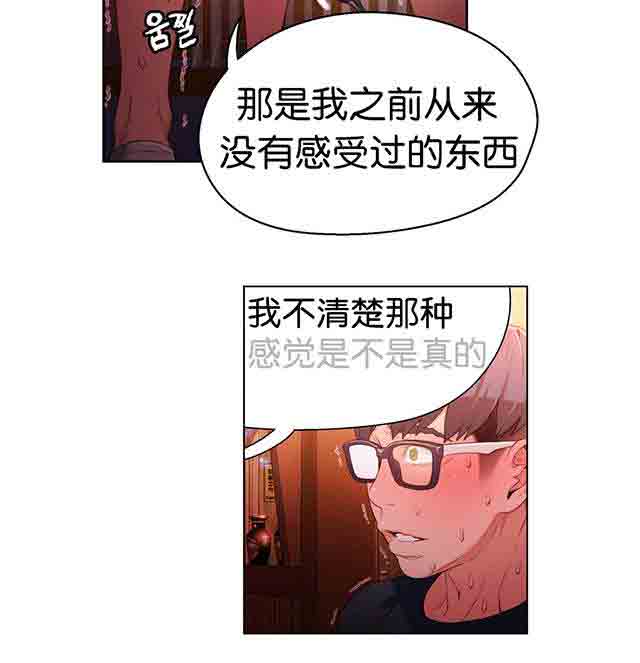 움찔
那是我之前从来
没有感受过的东西
我不清楚那种
感觉是不是真的